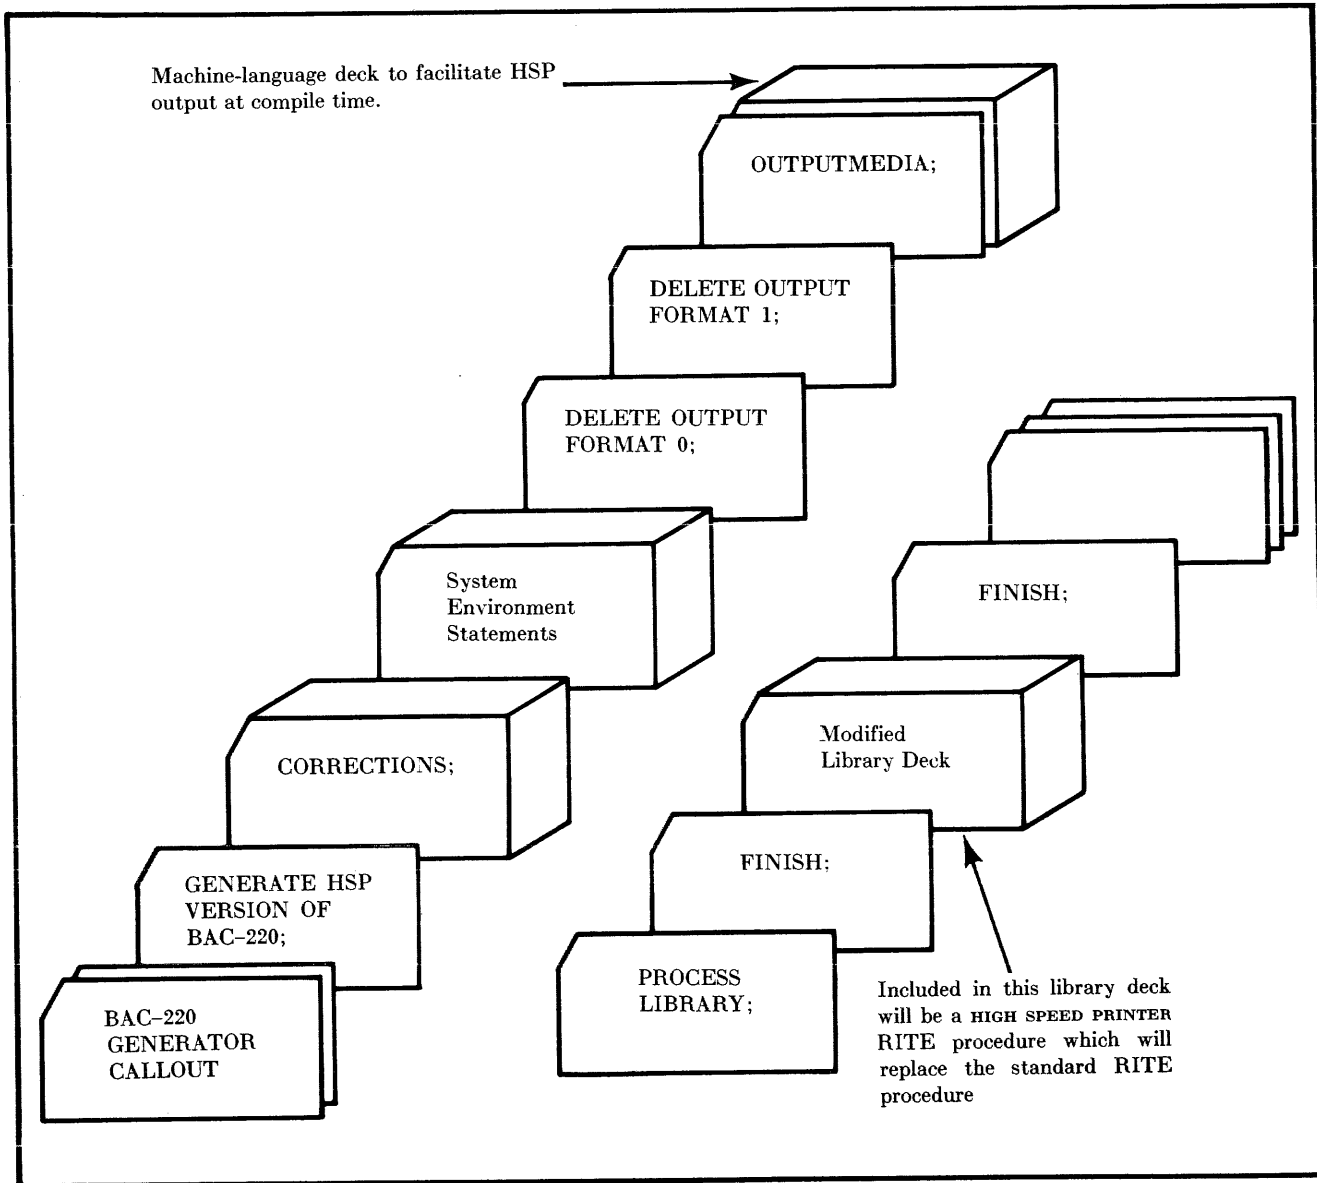 Machine-language deck to facilitate HSP
output at compile time.
OUTPUTMEDIA;
DELETE OUTPUT
FORMAT 1;
DELETE OUTPUT
FORMAT 0;
System
Environment
Statements
CORRECTIONS;
GENERATE HSP
VERSION OF
BAC-220;
BAC-220
GENERATOR
CALLOUT
FINISH;
Modified
Library Deck
FINISH;
PROCESS
LIBRARY;
Included in this library deck
will be a HIGH SPEED PRINTER
RITE procedure which will
replace the standard RITE
procedure